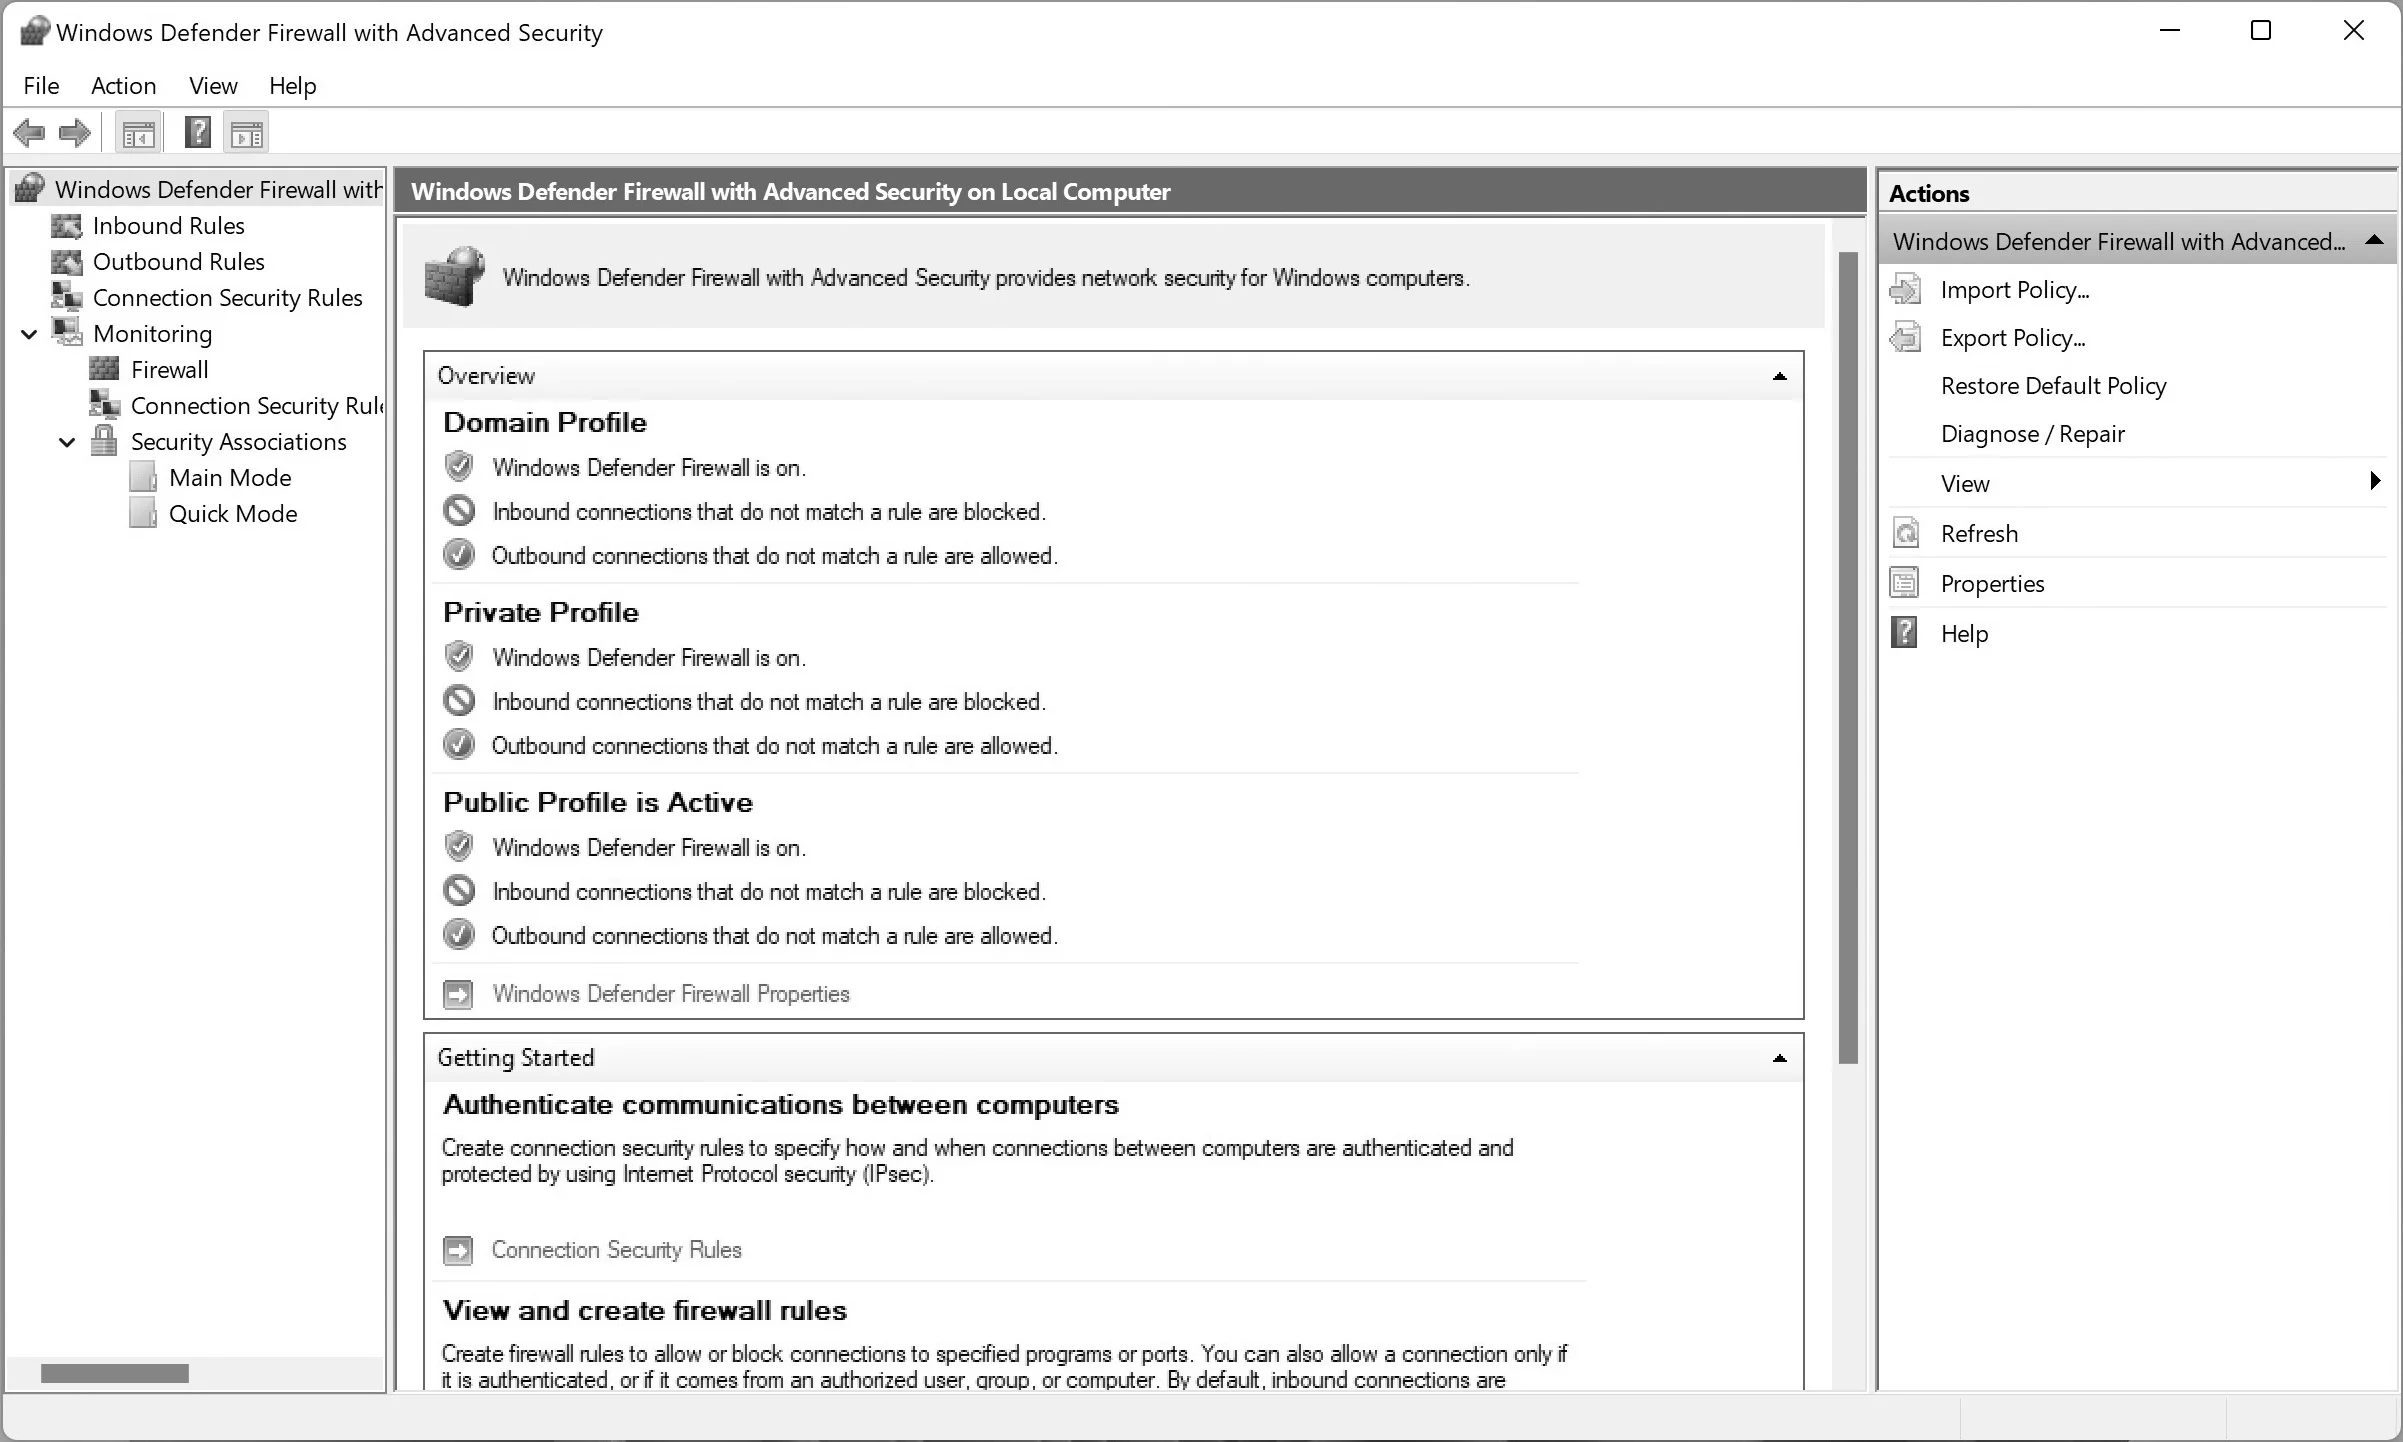 Windows Defender Firewall with Advanced Security
File Action View Help
Windows Defender Firewall with
Inbound Rules
Outbound Rules
Connection Security Rules
Monitoring
Firewall
Connection Security Rule
Security Associations
Main Mode
Quick Mode
Windows Defender Firewall with Advanced Security on Local Computer
Windows Defender Firewall with Advanced Security provides network security for Windows computers.
Overview
Domain Profile
Windows Defender Firewall is on.
Inbound connections that do not match a rule are blocked.
Outbound connections that do not match a rule are allowed.
Private Profile
Windows Defender Firewall is on.
Inbound connections that do not match a rule are blocked.
Outbound connections that do not match a rule are allowed.
Public Profile is Active
Windows Defender Firewall is on.
Inbound connections that do not match a rule are blocked.
Outbound connections that do not match a rule are allowed.
Windows Defender Firewall Properties
Getting Started
Authenticate communications between computers
Create connection security rules to specify how and when connections between computers are authenticated and
protected by using Internet Protocol security (IPsec).
Connection Security Rules
View and create firewall rules
Create firewall rules to allow or block connections to specified programs or ports. You can also allow a connection only if
it is authenticated, or if it comes from an authorized user, group, or computer. By default, inbound connections are
Actions
Windows Defender Firewall with Advanced...
Import Policy...
Export Policy...
Restore Default Policy
Diagnose / Repair
View
Refresh
Properties
Help